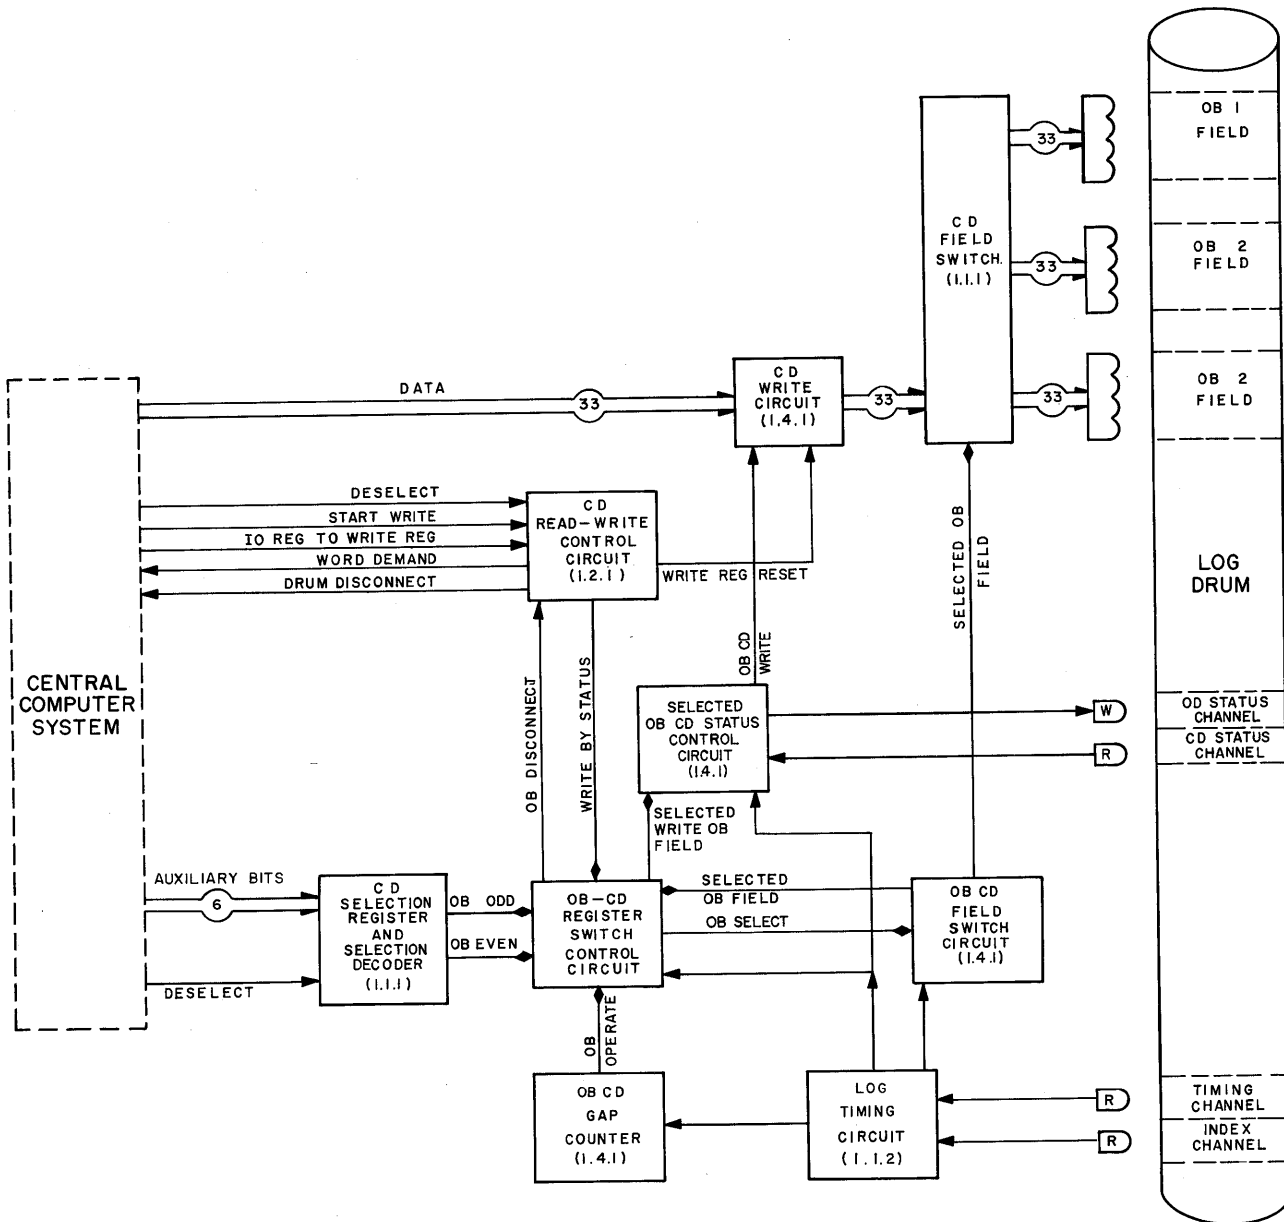 OB 1
FIELD
33
CD
FIELD
SWITCH.
(1.1.1)
33
OB 2
FIELD
CD
WRITE
CIRCUIT
(1.4.1)
DATA
33
33
33
OB 2
FIELD
DESELECT
START WRITE
IO REG TO WRITE REG
WORD DEMAND
DRUM DISCONNECT
CD
READ-WRITE
CONTROL
CIRCUIT
(1.2.1)
WRITE REG RESET
SELECTED OB
FIELD
LOG
DRUM
CENTRAL
COMPUTER
SYSTEM
OB DISCONNECT
WRITE BY STATUS
OB CD
WRITE
SELECTED
OB CD STATUS
CONTROL
CIRCUIT
(1.4.1)
W
OD STATUS
CHANNEL
R
CD STATUS
CHANNEL
SELECTED
WRITE OB
FIELD
AUXILIARY BITS
6
DESELECT
CD
SELECTION
REGISTER
AND
SELECTION
DECODER
(1.1.1)
OB ODD
OB EVEN
OB-CD
REGISTER
SWITCH
CONTROL
CIRCUIT
SELECTED
OB FIELD
OB SELECT
OB CD
FIELD
SWITCH
CIRCUIT
(1.4.1)
OB
OPERATE
OB CD
GAP
COUNTER
(1.4.1)
LOG
TIMING
CIRCUIT
(1.1.2)
R
TIMING
CHANNEL
R
INDEX
CHANNEL